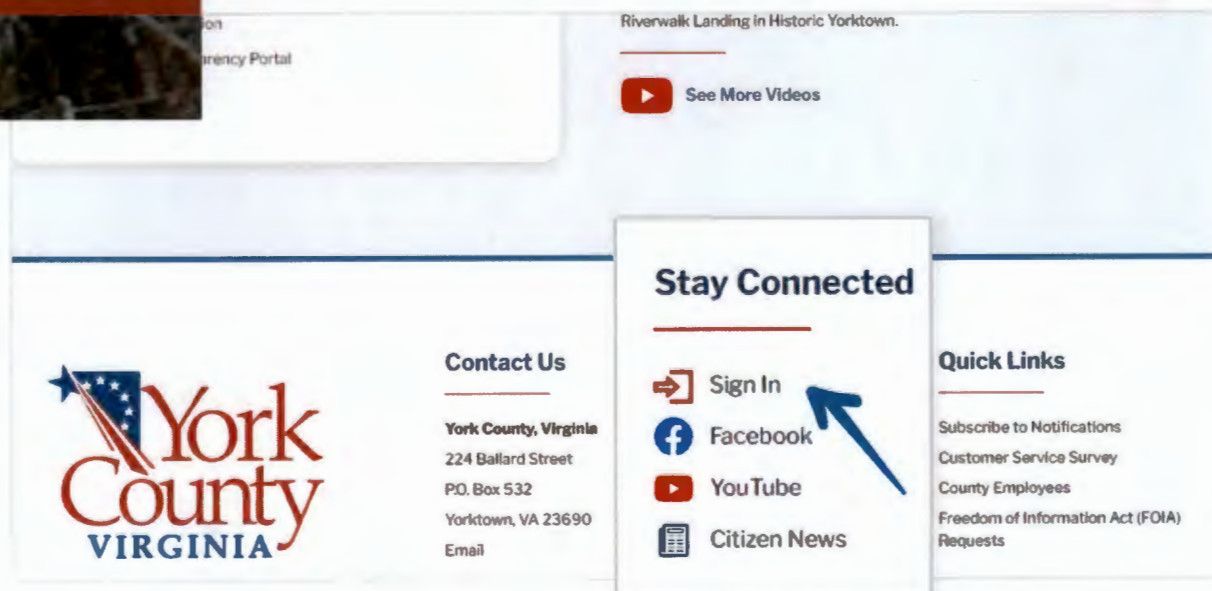 Riverwalk Landing in Historic Yorktown.
Portal
See More Videos
York
County
VIRGINIA
Contact Us
York County, Virginia
224 Ballard Street
P.O. Box 532
Yorktown, VA 23690
Email
Stay Connected
Sign In
Facebook
YouTube
Citizen News
Quick Links
Subscribe to Notifications
Customer Service Survey
County Employees
Freedom of Information Act (FOIA)
Requests